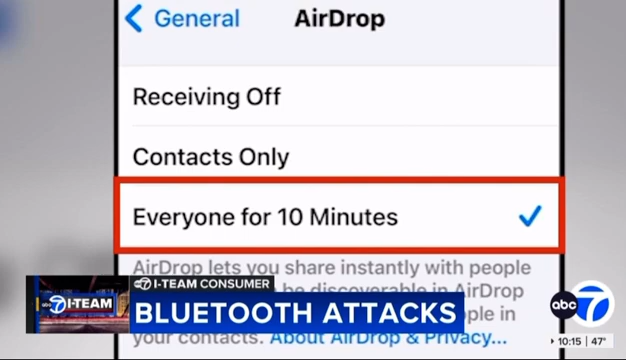 General
AirDrop
Receiving Off
Contacts Only
Everyone for 10 Minutes
AirDrop lets you share instantly with people
be discoverable in AirDrop
ple in
your contacts. About AirDrop & Privacy...
abc 7 I-TEAM
7 I-TEAM CONSUMER
BLUETOOTH ATTACKS
abc 7
10:15 47°